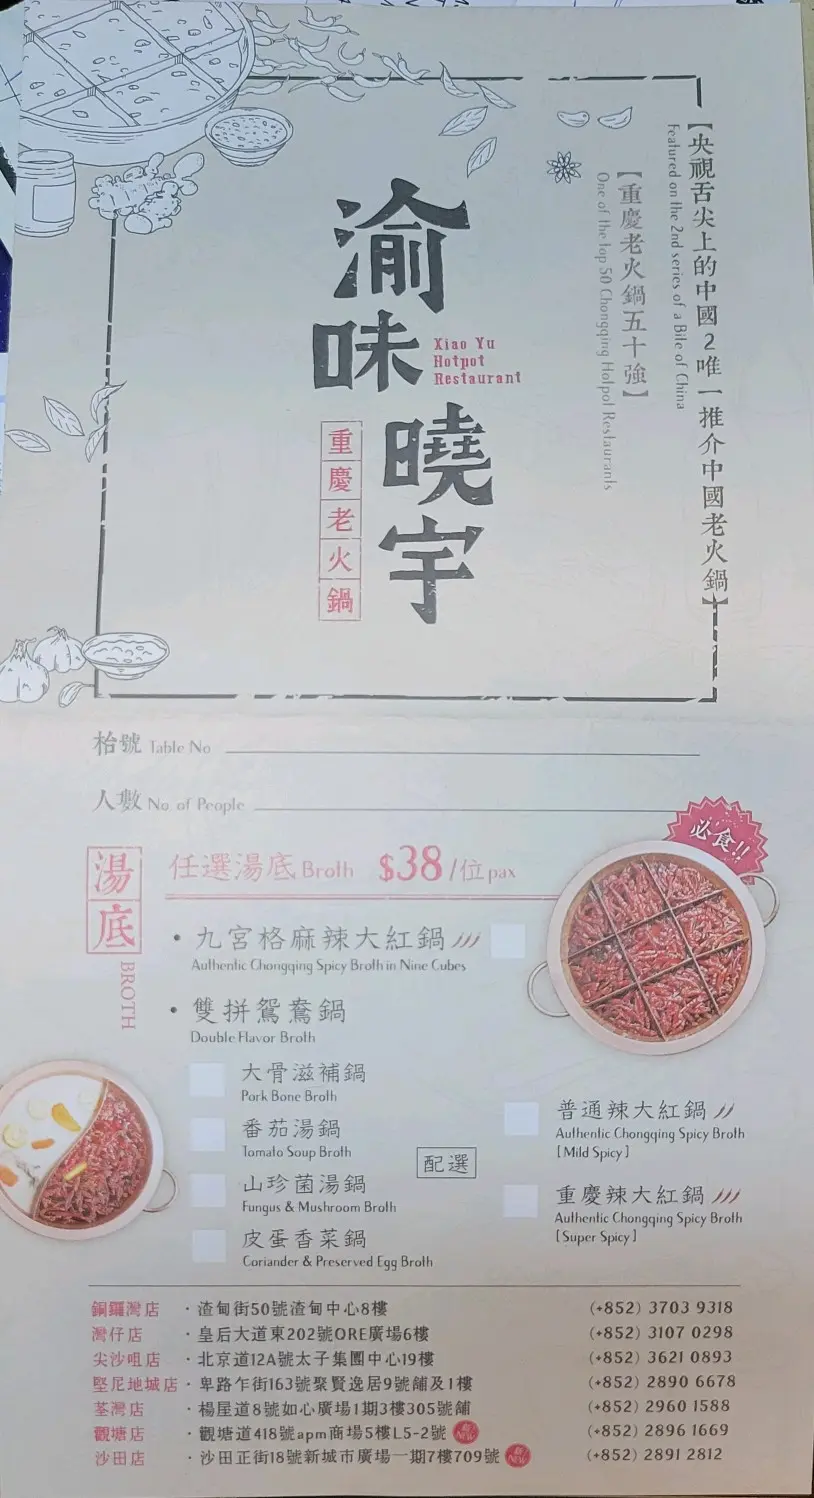 【央視舌尖上的中國2唯一推介中國老火鍋】
Featured on the 2nd series of a Bite of China
【重慶老火鍋五十強】
One of the top 50 Chongqing Hotpot Restaurants
渝味
曉宇
Xiao Yu
Hotpot
Restaurant
重慶老火鍋
枱號 Table No
人數 No. of People
必食!!
湯底
BROTH
任選湯底 Broth $38/位pax
・九宮格麻辣大紅鍋
Authentic Chongqing Spicy Broth in Nine Cubes
・雙拼鴛鴦鍋
Double Flavor Broth
大骨滋補鍋
Pork Bone Broth
番茄湯鍋
Tomato Soup Broth
山珍菌湯鍋
Fungus & Mushroom Broth
皮蛋香菜鍋
Coriander & Preserved Egg Broth
配選
普通辣大紅鍋
Authentic Chongqing Spicy Broth
[Mild Spicy]
重慶辣大紅鍋
Authentic Chongqing Spicy Broth
[Super Spicy]
銅鑼灣店 ・渣甸街50號渣甸中心8樓 (+852) 3703 9318
灣仔店 ・皇后大道東202號ORE廣場6樓 (+852) 3107 0298
尖沙咀店 ・北京道12A號太子集團中心19樓 (+852) 3621 0893
堅尼地城店 ・卑路乍街163號聚賢逸居9號舖及1樓 (+852) 2890 6678
荃灣店 ・楊屋道8號如心廣場1期3樓305號舖 (+852) 2960 1588
觀塘店 ・觀塘道418號apm商場5樓L5-2號 新 NEW (+852) 2896 1669
沙田店 ・沙田正街18號新城市廣場一期7樓709號 新 NEW (+852) 2891 2812